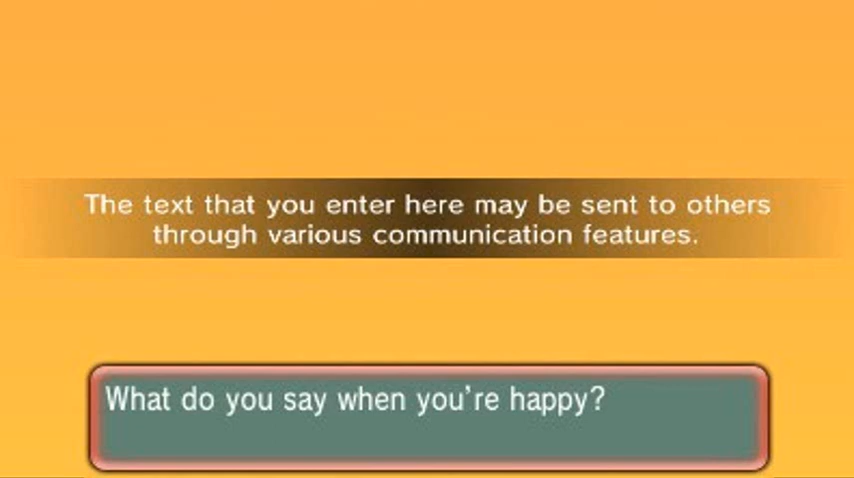 The text that you enter here may be sent to others
through various communication features.
What do you say when you're happy?